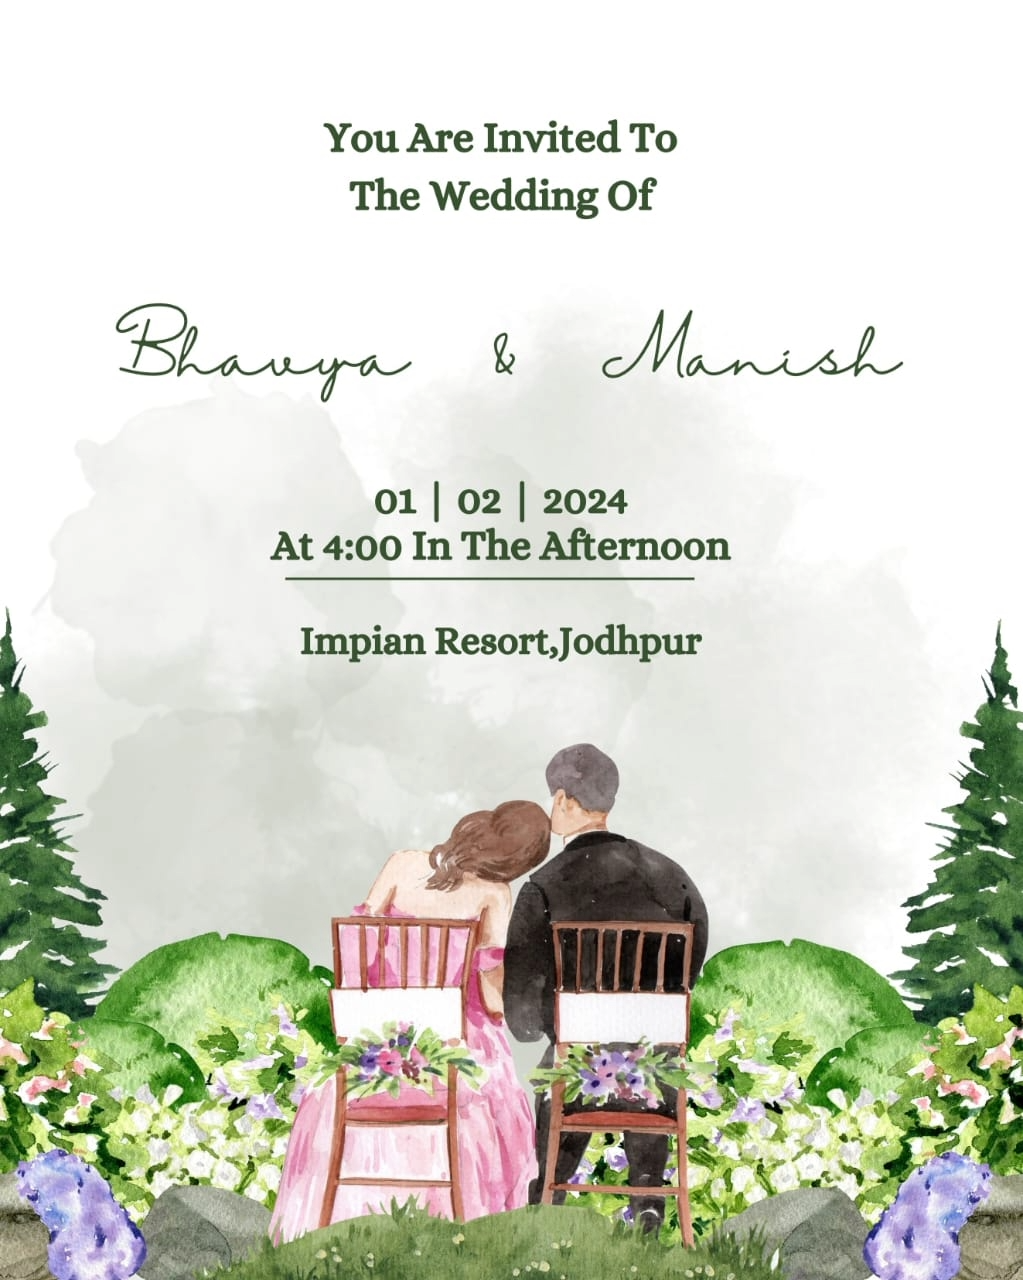 You Are Invited To
The Wedding Of
Bhavya & Manish
01 | 02 | 2024
At 4:00 In The Afternoon
Impian Resort,Jodhpur